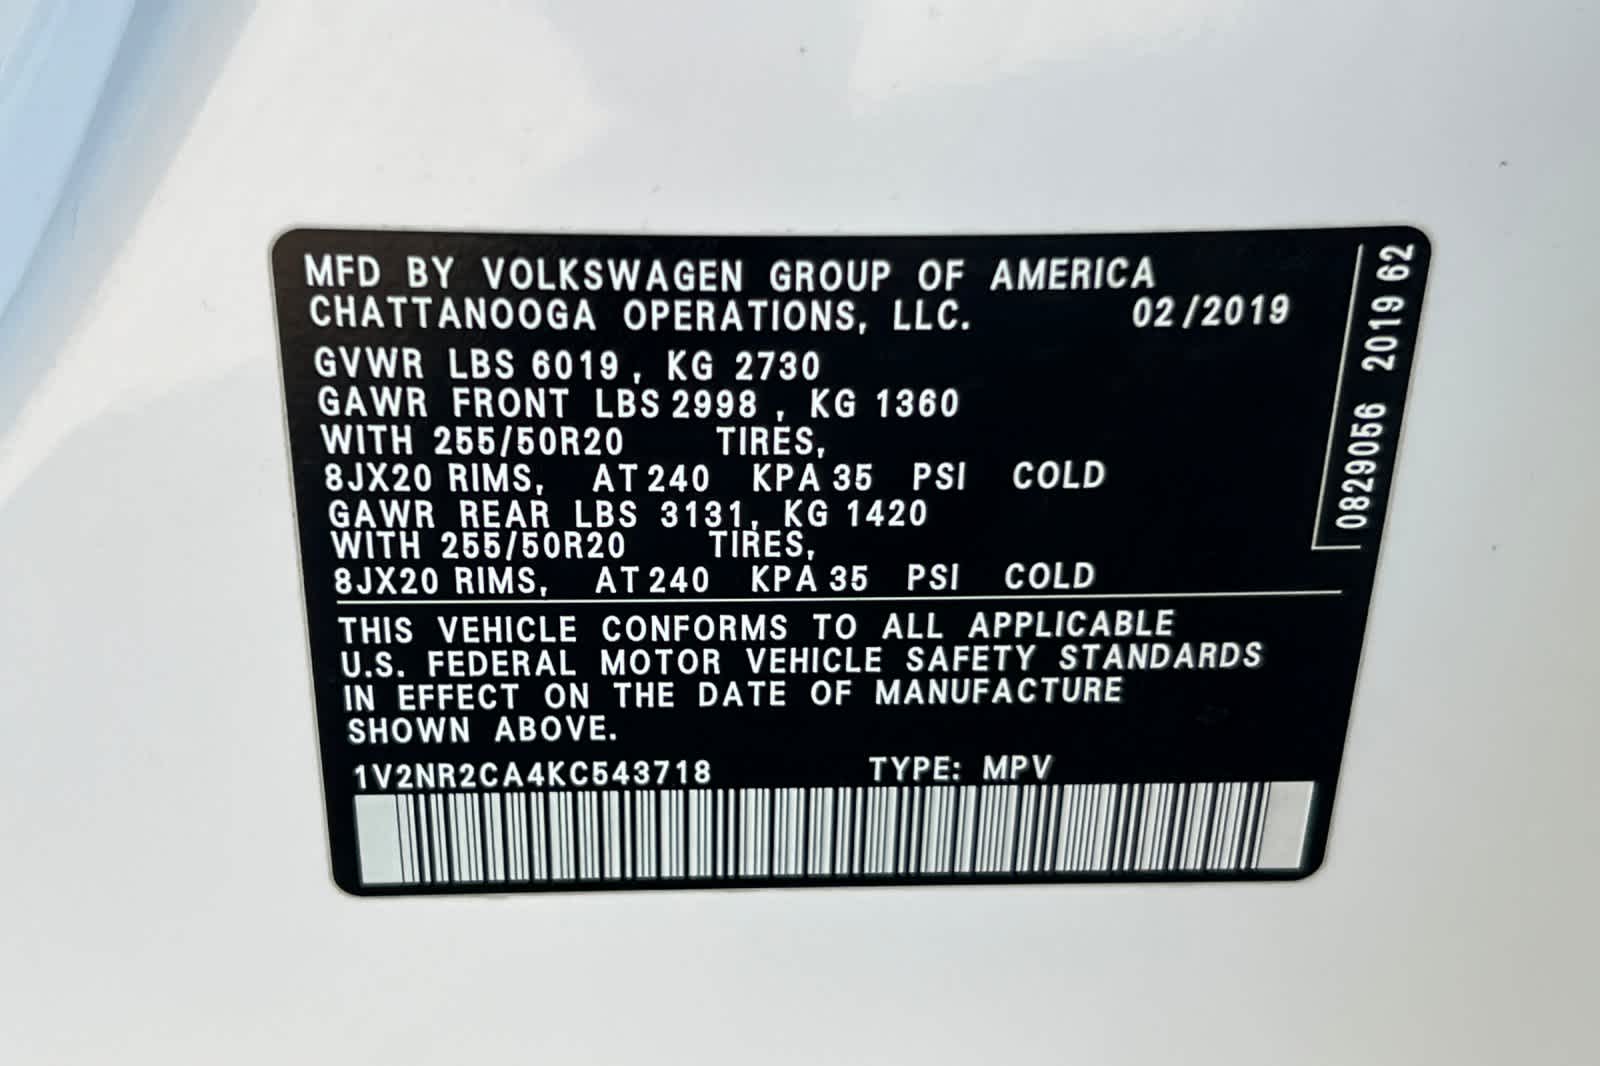 MFD BY VOLKSWAGEN GROUP OF AMERICA
CHATTANOOGA OPERATIONS, LLC. 02/2019
GVWR LBS 6019, KG 2730
GAWR FRONT LBS 2998, KG 1360
WITH 255/50R20 TIRES,
8JX20 RIMS, AT 240 KPA 35 PSI COLD
GAWR REAR LBS 3131, KG 1420
WITH 255/50R20 TIRES,
8JX20 RIMS, AT 240 KPA 35 PSI COLD
THIS VEHICLE CONFORMS TO ALL APPLICABLE
U.S. FEDERAL MOTOR VEHICLE SAFETY STANDARDS
IN EFFECT ON THE DATE OF MANUFACTURE
SHOWN ABOVE.
1V2NR2CA4KC543718 TYPE: MPV
0829056 2019 62